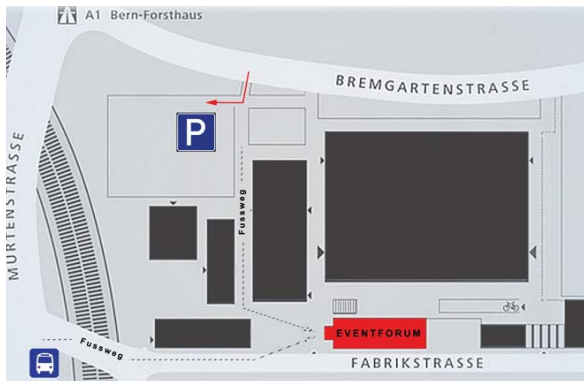 A1 Bern-Forsthaus
BREMGARTENSTRASSE
P
MURTENSTRASSE
Fussweg
EVENTFORUM
Fussweg
FABRIKSTRASSE